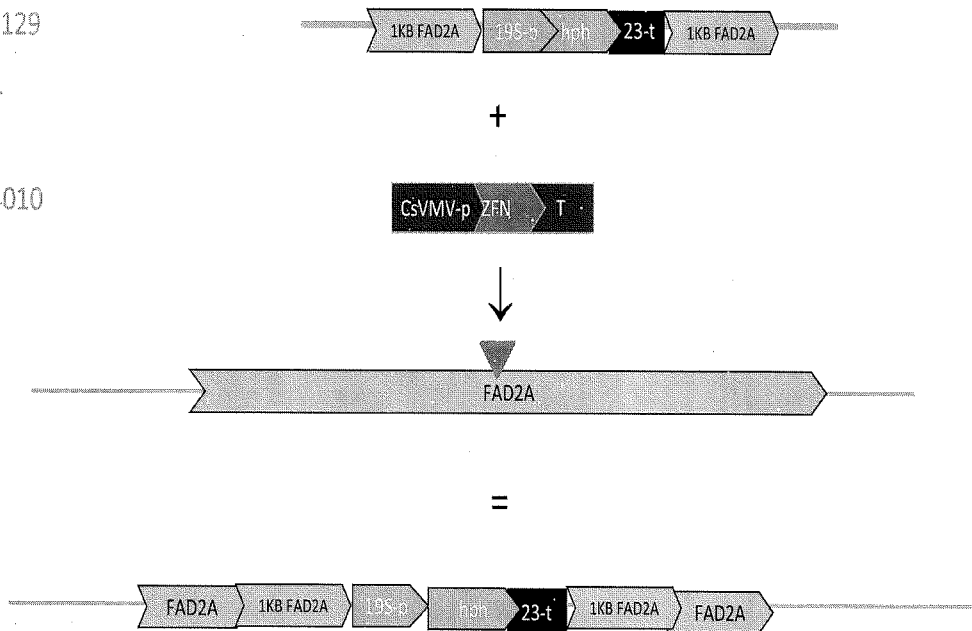 129
1KB FAD2A 19S-p hph 23-t 1KB FAD2A
+
010
CsVMV-p ZFN T
FAD2A
=
FAD2A 1KB FAD2A 19S-p hph 23-t 1KB FAD2A FAD2A